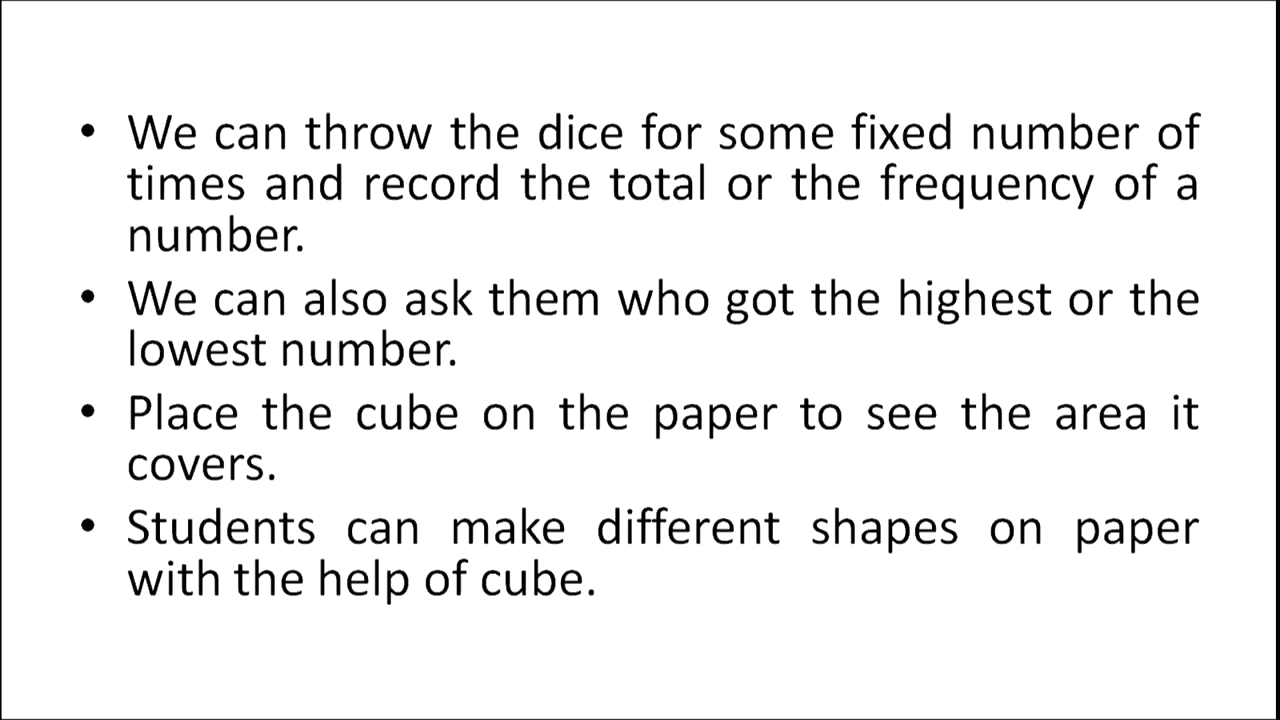 • We can throw the dice for some fixed number of
times and record the total or the frequency of a
number.
• We can also ask them who got the highest or the
lowest number.
• Place the cube on the paper to see the area it
covers.
• Students can make different shapes on paper
with the help of cube.